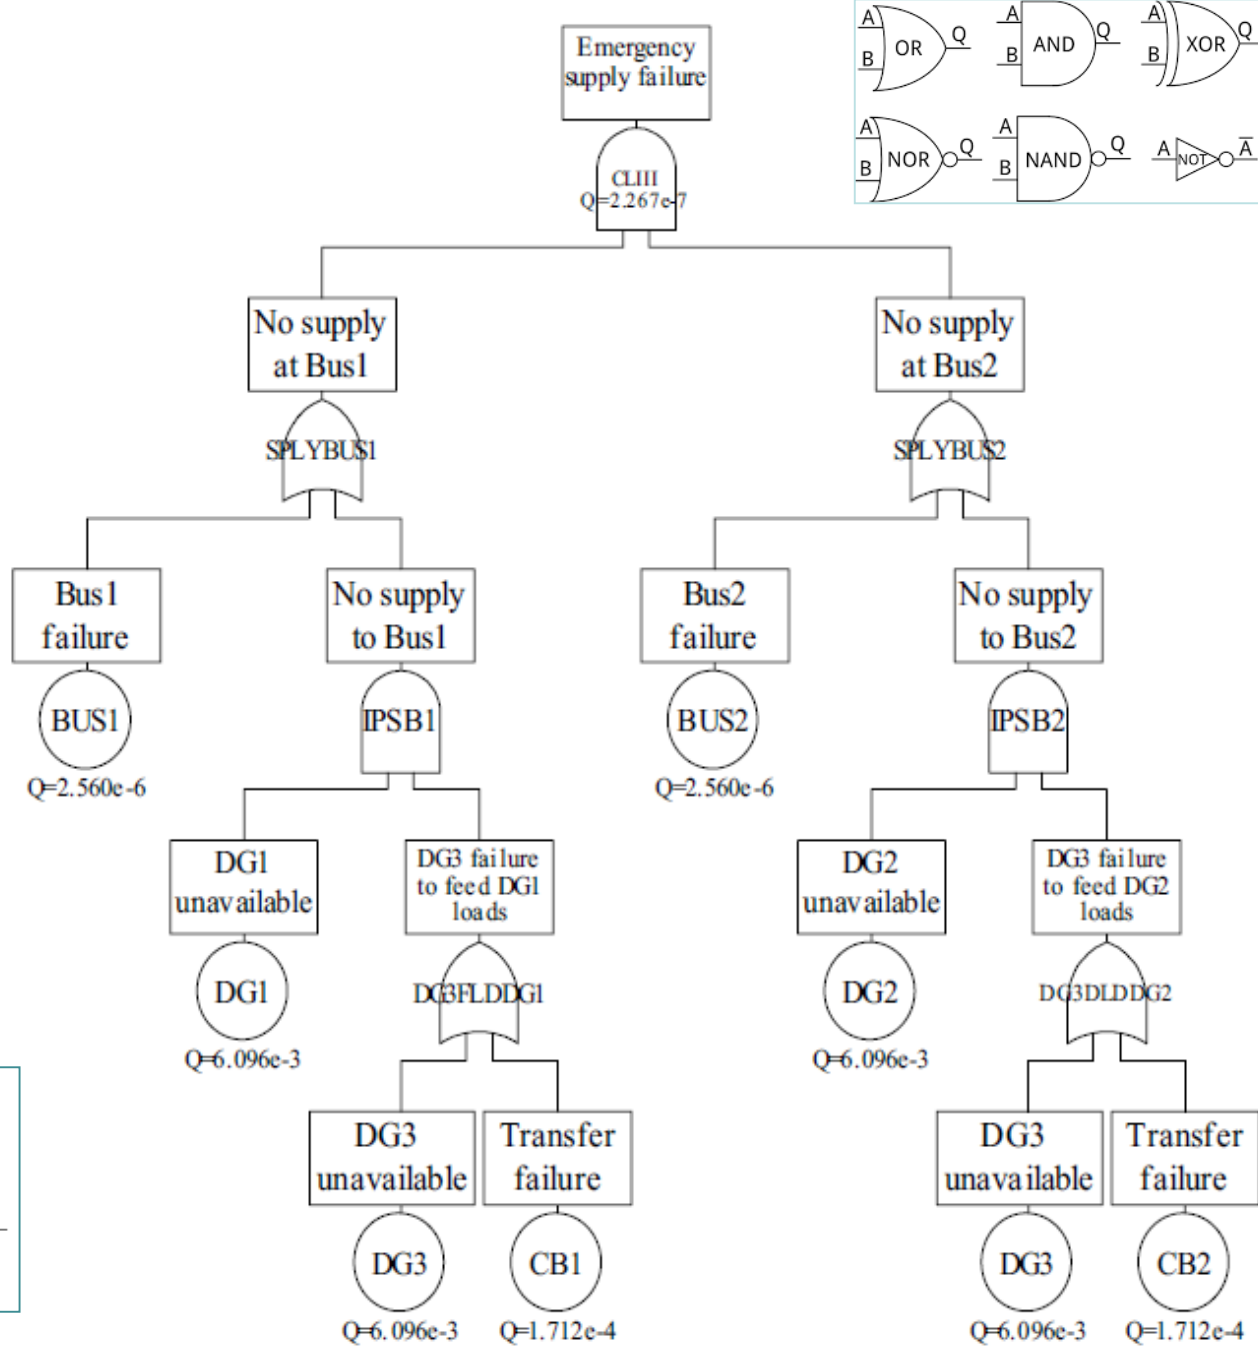 Emergency
supply failure
CLIII
Q=2.267e-7
A
B
OR
Q
A
B
AND
Q
A
B
XOR
Q
A
B
NOR
Q
A
B
NAND
Q
A
NOT
A̅
No supply
at Bus1
SPLYBUS1
No supply
at Bus2
SPLYBUS2
Bus1
failure
BUS1
Q=2.560e-6
No supply
to Bus1
IPSB1
Bus2
failure
BUS2
Q=2.560e-6
No supply
to Bus2
IPSB2
DG1
unavailable
DG1
Q=6.096e-3
DG3 failure
to feed DG1
loads
DG3FLDDG1
DG2
unavailable
DG2
Q=6.096e-3
DG3 failure
to feed DG2
loads
DG3DLDDG2
DG3
unavailable
DG3
Q=6.096e-3
Transfer
failure
CB1
Q=1.712e-4
DG3
unavailable
DG3
Q=6.096e-3
Transfer
failure
CB2
Q=1.712e-4